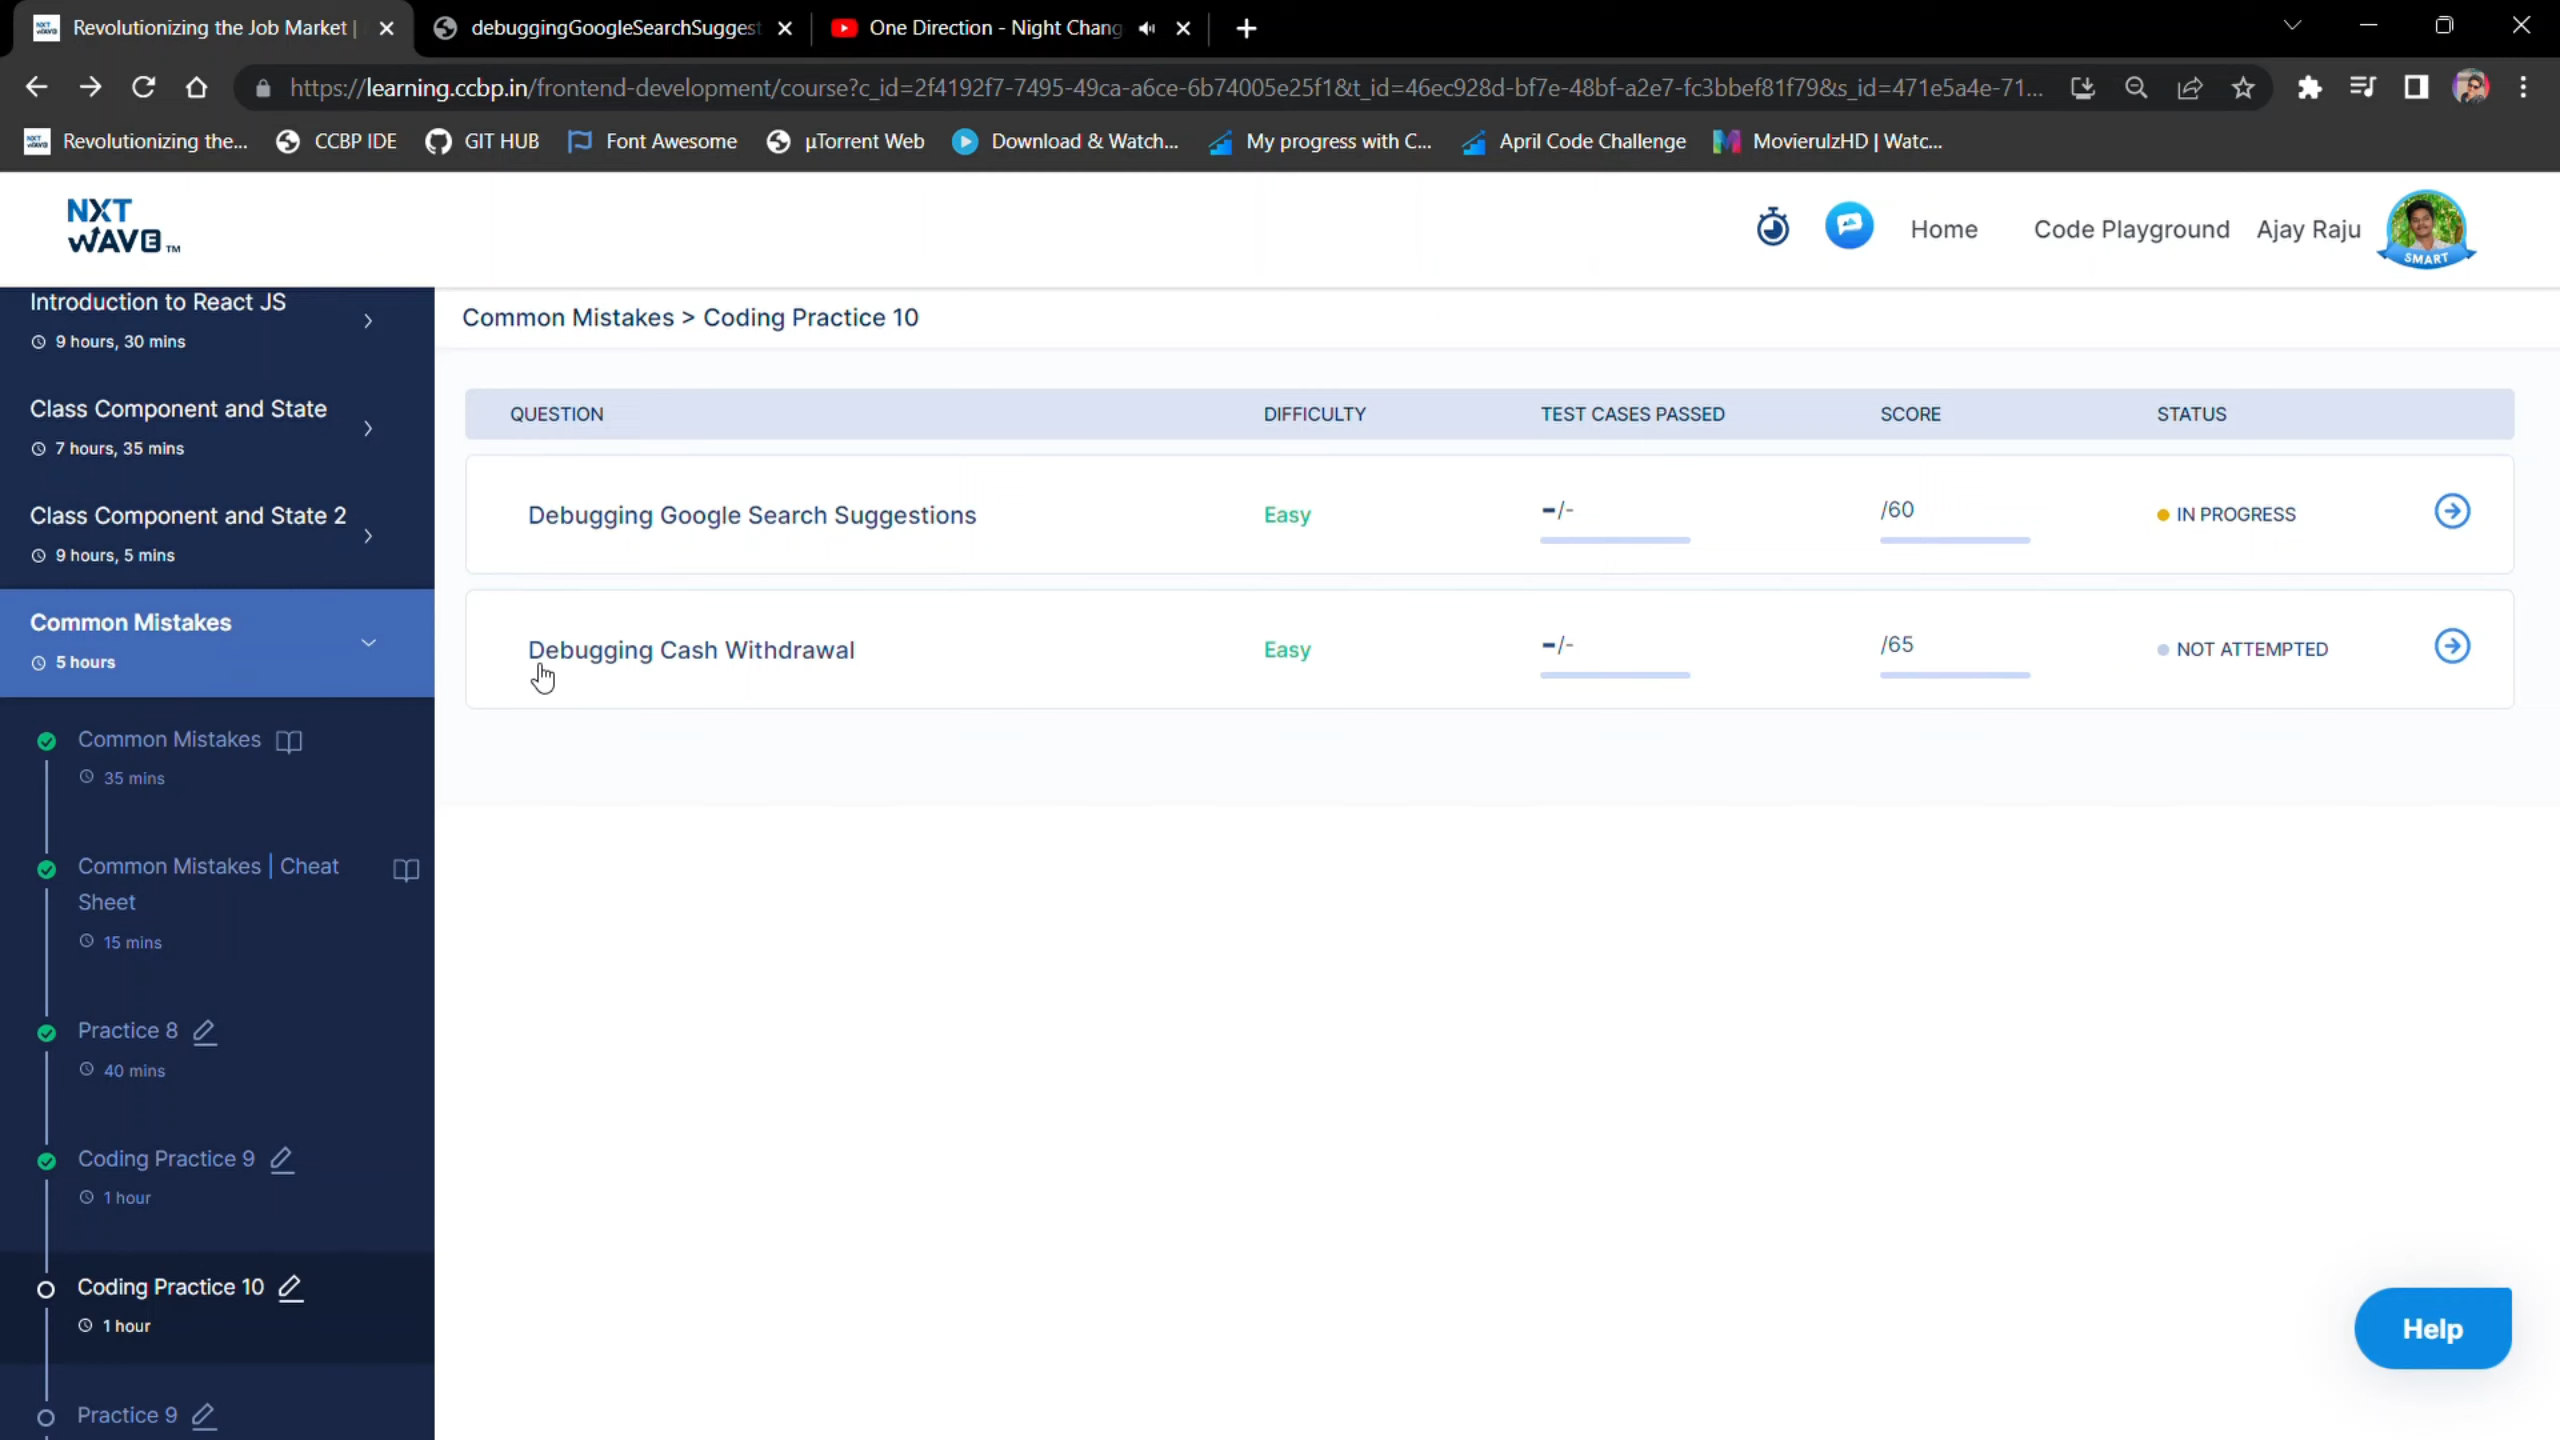 Revolutionizing the Job Market |
debuggingGoogleSearchSuggest
One Direction - Night Chang
https://learning.ccbp.in/frontend-development/course?c_id=2f4192f7-7495-49ca-a6ce-6b74005e25f1&t_id=46ec928d-bf7e-48bf-a2e7-fc3bbef81f79&s_id=471e5a4e-71...
Revolutionizing the...
CCBP IDE
GIT HUB
Font Awesome
µTorrent Web
Download & Watch...
My progress with C...
April Code Challenge
MovierulzHD | Watc...
NXT
WAVE TM
Home
Code Playground
Ajay Raju
SMART
Introduction to React JS
9 hours, 30 mins
Class Component and State
7 hours, 35 mins
Class Component and State 2
9 hours, 5 mins
Common Mistakes
5 hours
Common Mistakes
35 mins
Common Mistakes | Cheat
Sheet
15 mins
Practice 8
40 mins
Coding Practice 9
1 hour
Coding Practice 10
1 hour
Practice 9
Common Mistakes > Coding Practice 10
QUESTION DIFFICULTY TEST CASES PASSED SCORE STATUS
Debugging Google Search Suggestions Easy -/- /60 IN PROGRESS
Debugging Cash Withdrawal Easy -/- /65 NOT ATTEMPTED
Help